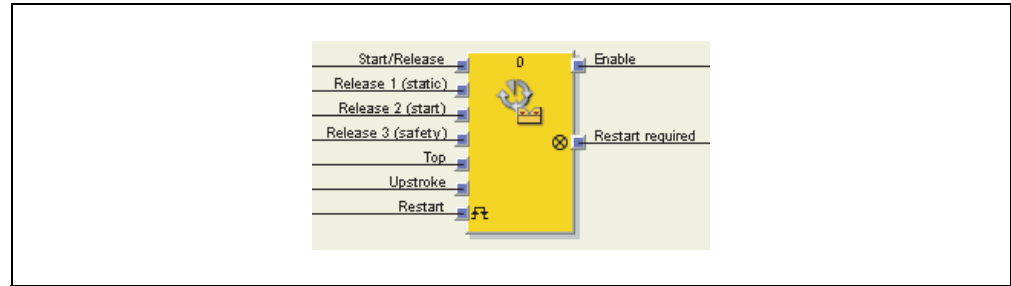 Start/Release
0
Enable
Release 1 (static)
Release 2 (start)
Release 3 (safety)
Restart required
Top
Upstroke
Restart